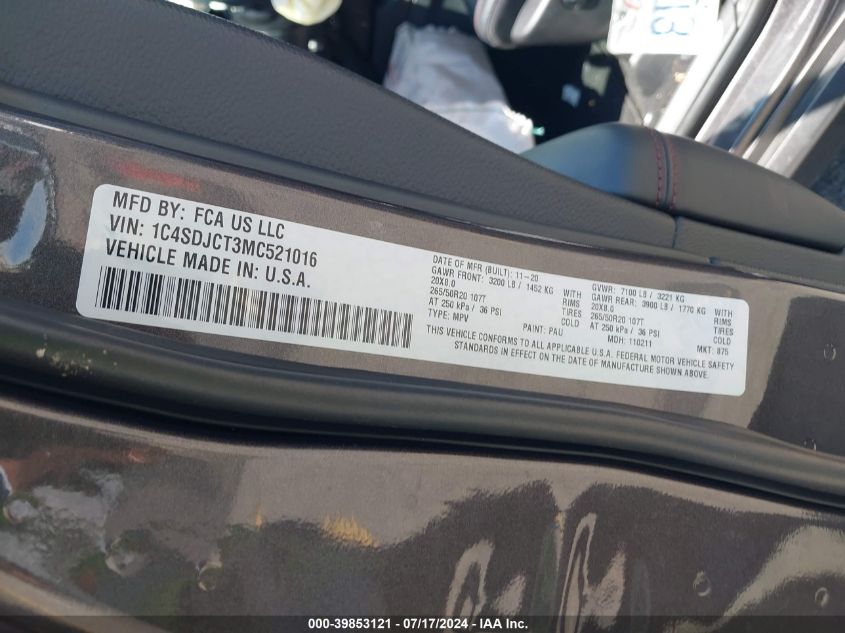 13
MFD BY: FCA US LLC
VIN: 1C4SDJCT3MC521016
VEHICLE MADE IN: U.S.A.
DATE OF MFR (BUILT): 11-20
GAWR FRONT: 3200 LB / 1452 KG WITH
20X8.0 RIMS
265/50R20 107T TIRES
AT 250 kPa / 36 PSI COLD
TYPE: MPV PAINT: PAU
GVWR: 7100 LB / 3221 KG
GAWR REAR: 3900 LB / 1770 KG WITH
20X8.0 RIMS
265/50R20 107T TIRES
AT 250 kPa / 36 PSI COLD
MDH: 110211 MKT: 875
THIS VEHICLE CONFORMS TO ALL APPLICABLE U.S.A. FEDERAL MOTOR VEHICLE SAFETY
STANDARDS IN EFFECT ON THE DATE OF MANUFACTURE SHOWN ABOVE.
000-39853121 - 07/17/2024 - IAA Inc.